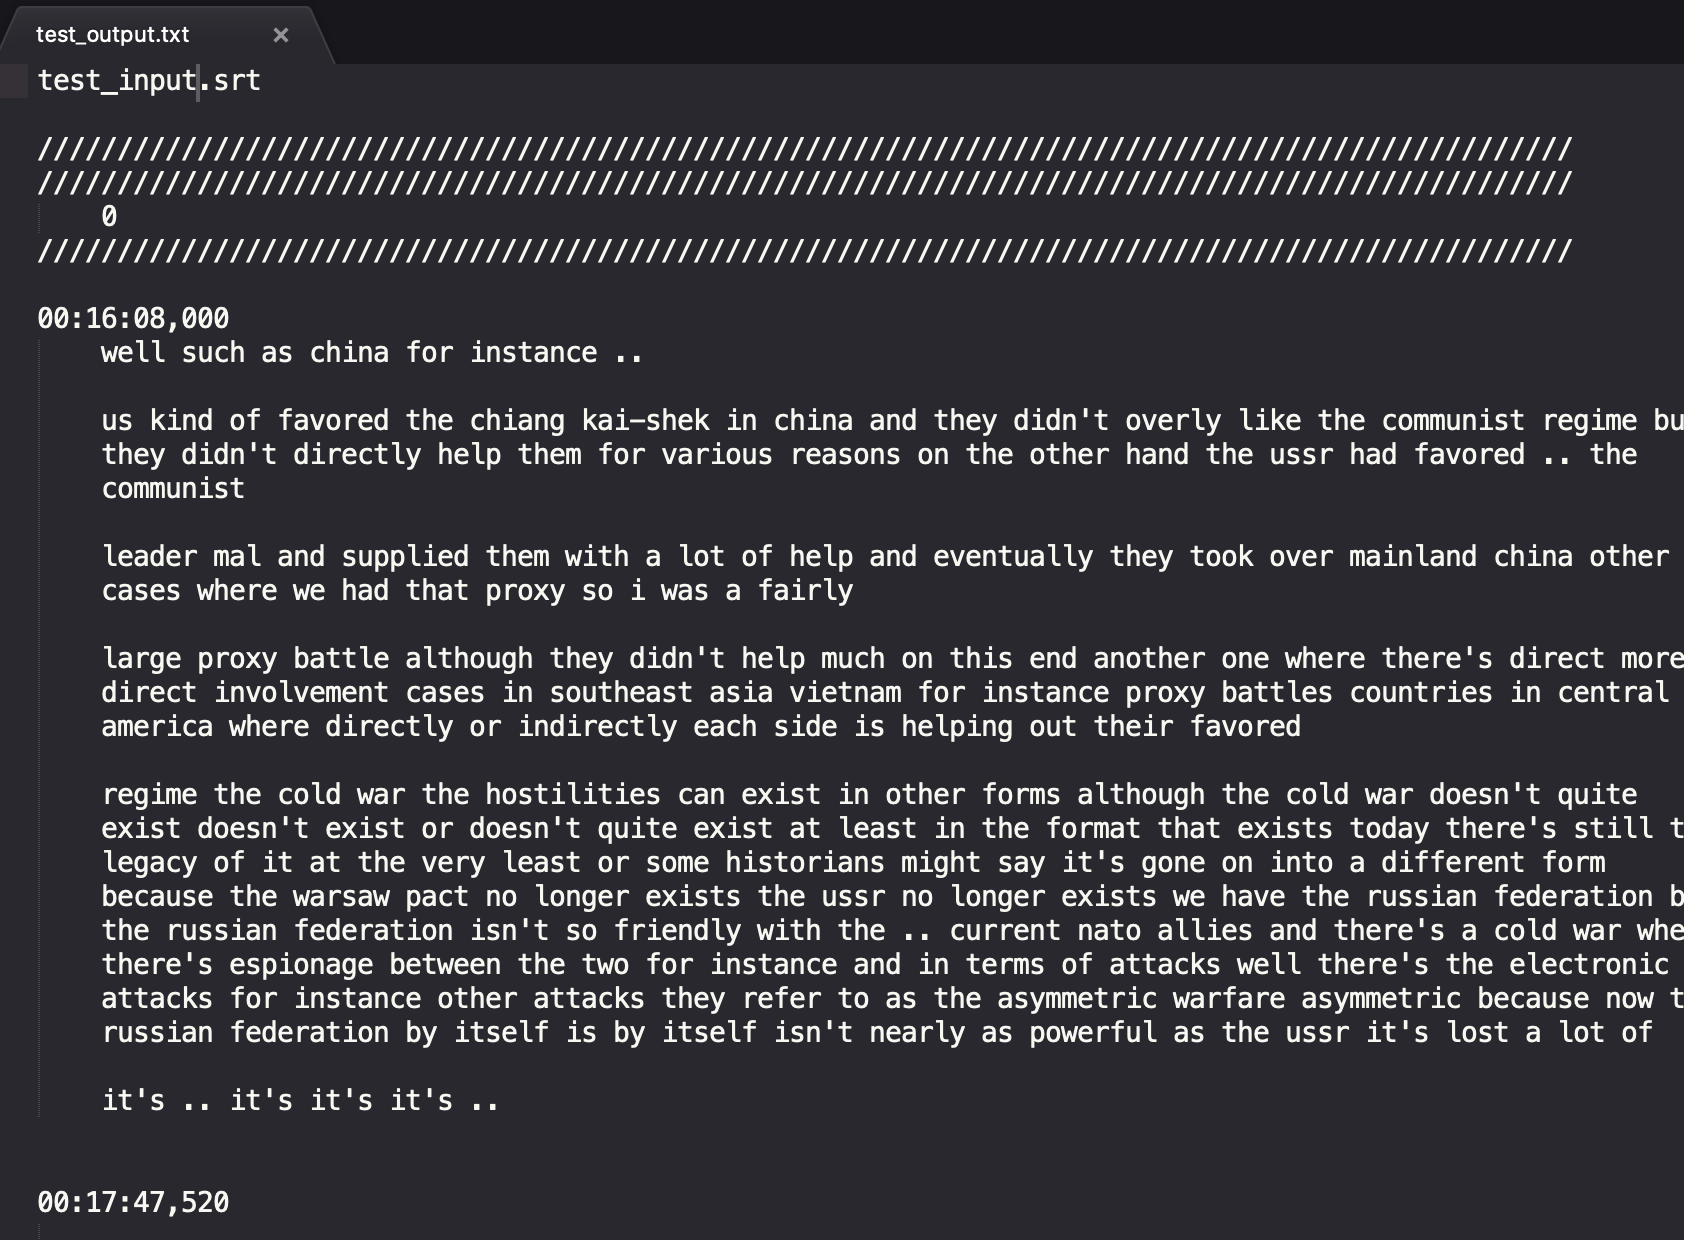 test_output.txt ×
test_input.srt
////////////////////////////////////////////////////////////////////////////////////////////////
////////////////////////////////////////////////////////////////////////////////////////////////
0
////////////////////////////////////////////////////////////////////////////////////////////////
00:16:08,000
well such as china for instance ..
us kind of favored the chiang kai-shek in china and they didn't overly like the communist regime
they didn't directly help them for various reasons on the other hand the ussr had favored .. the
communist
leader mal and supplied them with a lot of help and eventually they took over mainland china other
cases where we had that proxy so i was a fairly
large proxy battle although they didn't help much on this end another one where there's direct more
direct involvement cases in southeast asia vietnam for instance proxy battles countries in central
america where directly or indirectly each side is helping out their favored
regime the cold war the hostilities can exist in other forms although the cold war doesn't quite
exist doesn't exist or doesn't quite exist at least in the format that exists today there's still
legacy of it at the very least or some historians might say it's gone on into a different form
because the warsaw pact no longer exists the ussr no longer exists we have the russian federation
the russian federation isn't so friendly with the .. current nato allies and there's a cold war
there's espionage between the two for instance and in terms of attacks well there's the electronic
attacks for instance other attacks they refer to as the asymmetric warfare asymmetric because now
russian federation by itself is by itself isn't nearly as powerful as the ussr it's lost a lot of
it's .. it's it's it's ..
00:17:47,520